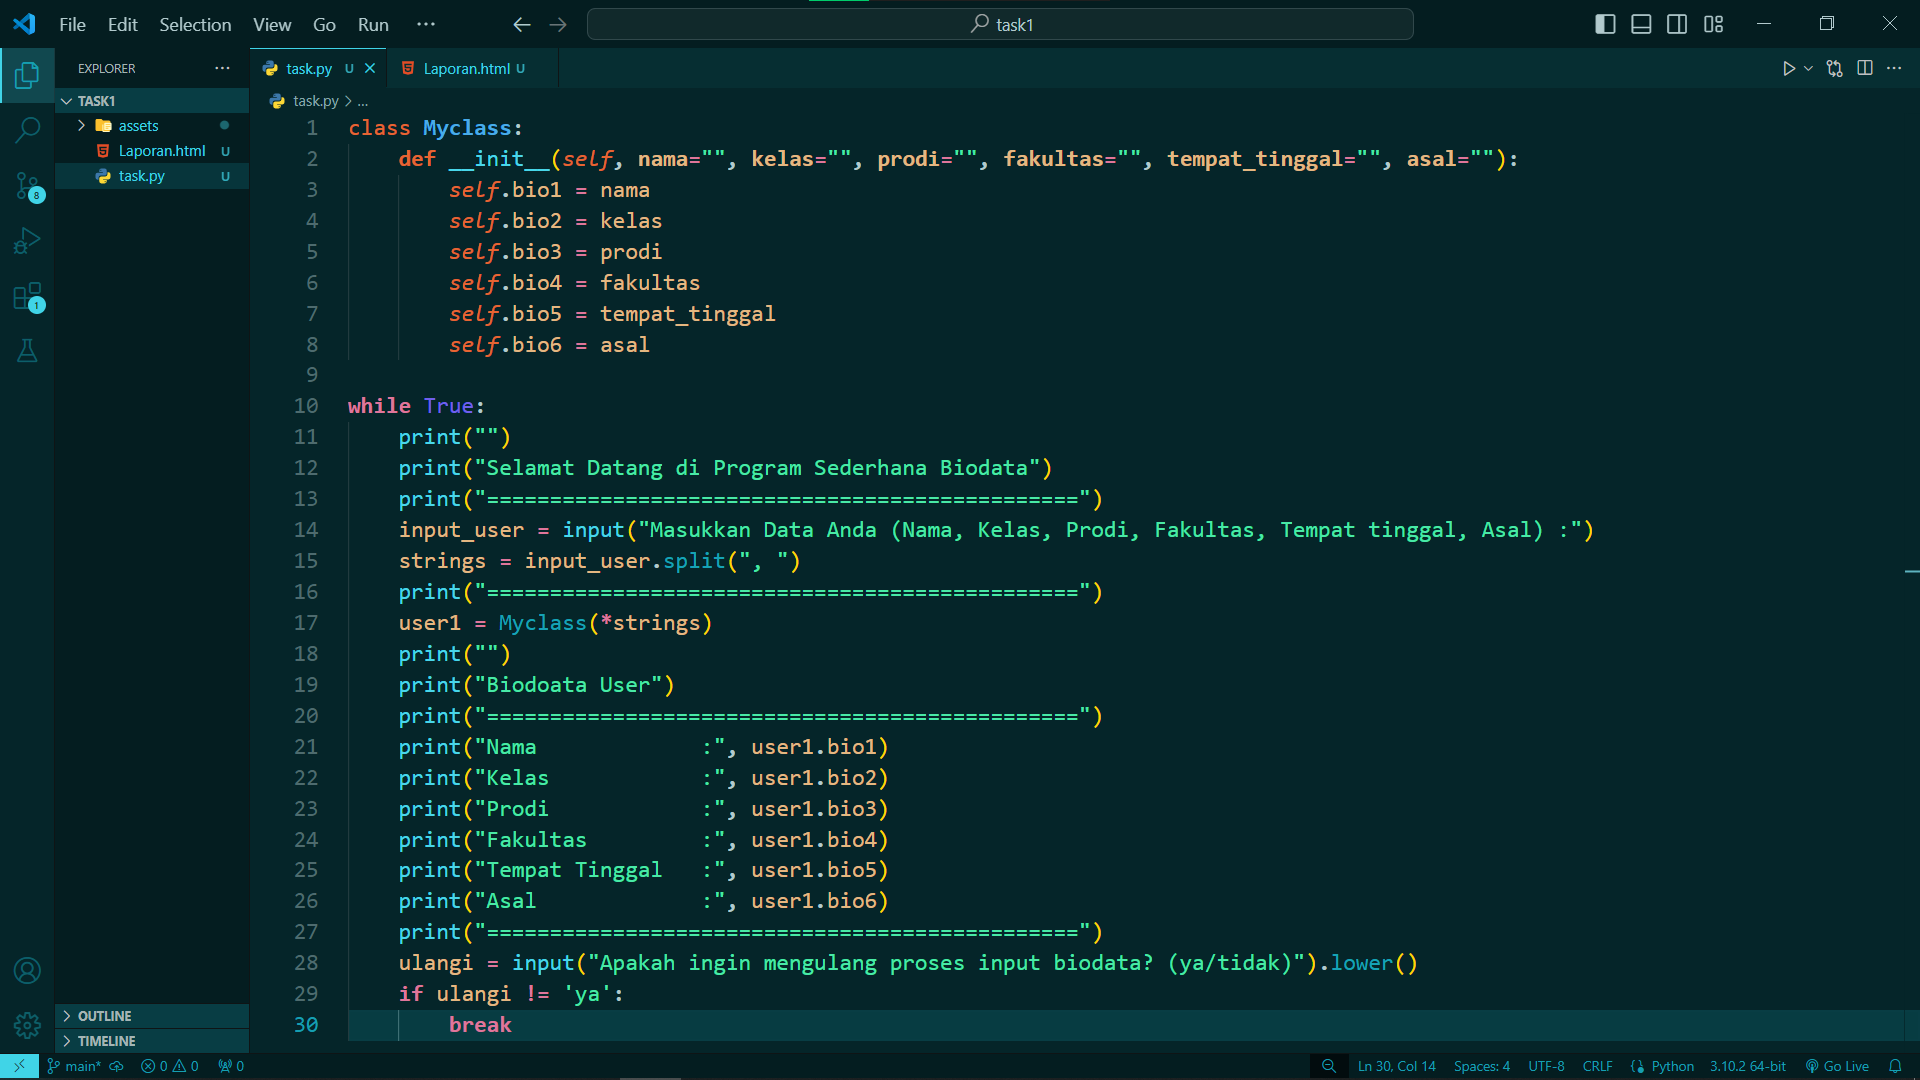 File Edit Selection View Go Run ··· task1
EXPLORER ···
TASK1
assets
Laporan.html U
task.py U
OUTLINE
TIMELINE
task.py U Laporan.html U
task.py > ...
1 class Myclass:
2     def __init__(self, nama="", kelas="", prodi="", fakultas="", tempat_tinggal="", asal=""):
3         self.bio1 = nama
4         self.bio2 = kelas
5         self.bio3 = prodi
6         self.bio4 = fakultas
7         self.bio5 = tempat_tinggal
8         self.bio6 = asal
9
10 while True:
11     print("")
12     print("Selamat Datang di Program Sederhana Biodata")
13     print("===============================================")
14     input_user = input("Masukkan Data Anda (Nama, Kelas, Prodi, Fakultas, Tempat tinggal, Asal) :")
15     strings = input_user.split(", ")
16     print("===============================================")
17     user1 = Myclass(*strings)
18     print("")
19     print("Biodoata User")
20     print("===============================================")
21     print("Nama             :", user1.bio1)
22     print("Kelas            :", user1.bio2)
23     print("Prodi            :", user1.bio3)
24     print("Fakultas         :", user1.bio4)
25     print("Tempat Tinggal   :", user1.bio5)
26     print("Asal             :", user1.bio6)
27     print("===============================================")
28     ulangi = input("Apakah ingin mengulang proses input biodata? (ya/tidak)").lower()
29     if ulangi != 'ya':
30         break
8
1
main* 0 0 0 Ln 30, Col 14 Spaces: 4 UTF-8 CRLF Python 3.10.2 64-bit Go Live